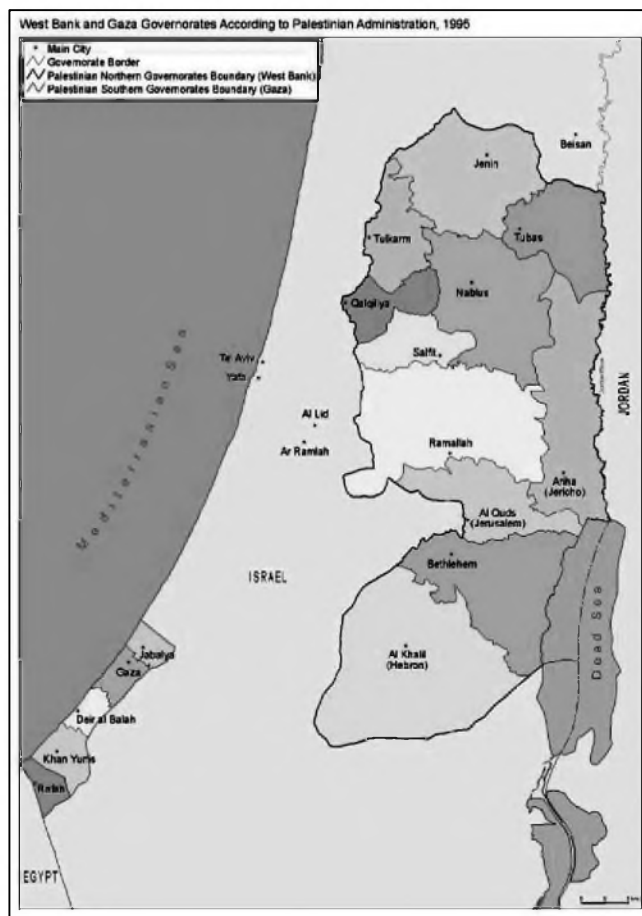 West Bank and Gaza Governorates According to Palestinian Administration, 1995
Main City
Governorate Border
Palestinian Northern Governorates Boundary (West Bank)
Palestinian Southern Governorates Boundary (Gaza)
Beisan
Jenin
Tulkarm
Tubas
Qalqiliya
Nablus
Salfit
Tel Aviv
Yafa
Al Lid
Ar Ramlah
Ramallah
Ariha
(Jericho)
Al Quds
(Jerusalem)
Bethlehem
Al Khalil
(Hebron)
Mediterranean Sea
ISRAEL
JORDAN
Dead Sea
Jabalya
Gaza
Deir al Balah
Khan Yunis
Rafah
EGYPT